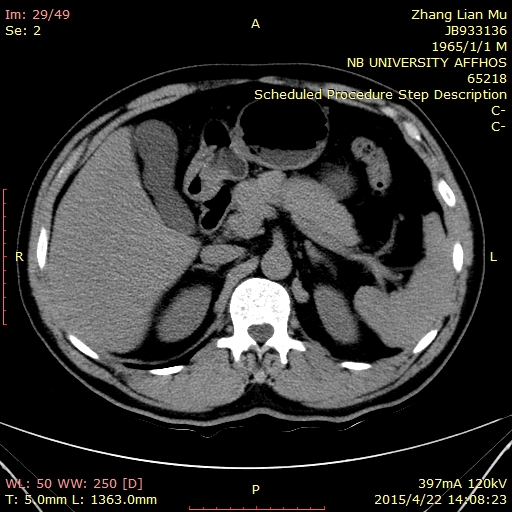 Im: 29/49
Se: 2
A
Zhang Lian Mu
JB933136
1965/1/1 M
NB UNIVERSITY AFFHOS
65218
Scheduled Procedure Step Description
C-
C-
R
L
WL: 50 WW: 250 [D]
T: 5.0mm L: 1363.0mm
P
397mA 120kV
2015/4/22 14:08:23